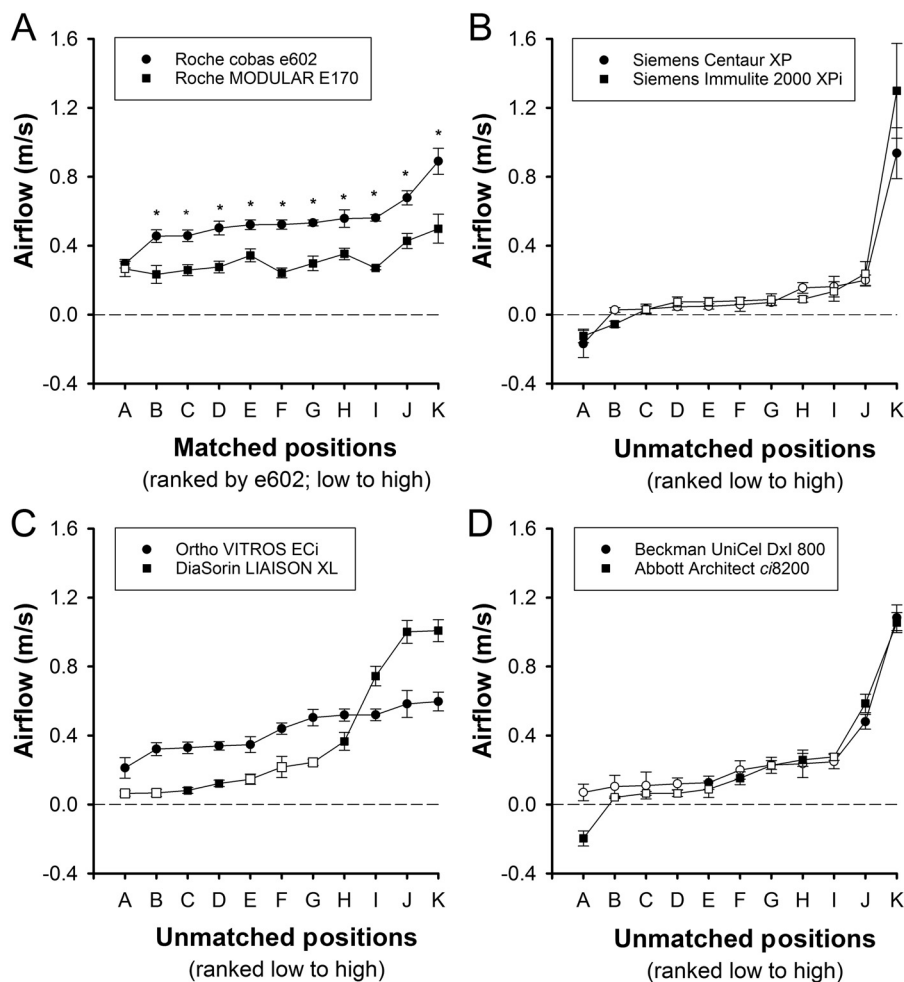 A
1.6
1.2
0.8
0.4
0.0
-0.4
Airflow (m/s)
Roche cobas e602
Roche MODULAR E170
* * * * * * * * * *
A B C D E F G H I J K
Matched positions
(ranked by e602; low to high)
B
1.6
1.2
0.8
0.4
0.0
-0.4
Airflow (m/s)
Siemens Centaur XP
Siemens Immulite 2000 XPi
A B C D E F G H I J K
Unmatched positions
(ranked low to high)
C
1.6
1.2
0.8
0.4
0.0
-0.4
Airflow (m/s)
Ortho VITROS ECi
DiaSorin LIAISON XL
A B C D E F G H I J K
Unmatched positions
(ranked low to high)
D
1.6
1.2
0.8
0.4
0.0
-0.4
Airflow (m/s)
Beckman UniCel DxI 800
Abbott Architect ci8200
A B C D E F G H I J K
Unmatched positions
(ranked low to high)